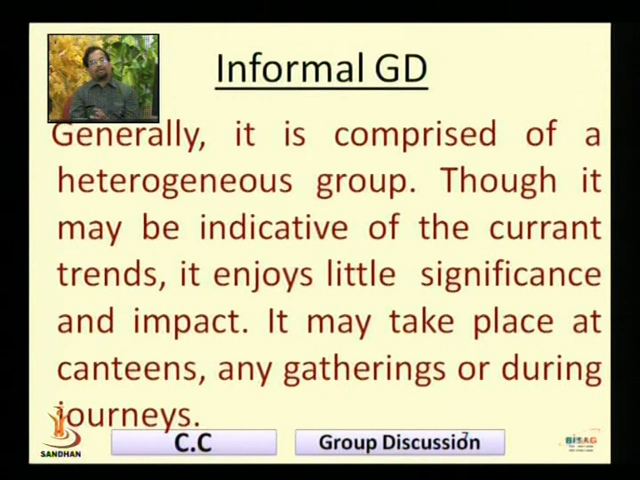 Informal GD
Generally, it is comprised of a
heterogeneous group. Though it
may be indicative of the currant
trends, it enjoys little significance
and impact. It may take place at
canteens, any gatherings or during
journeys.
SANDHAN
C.C
Group Discussion
7
BISAG